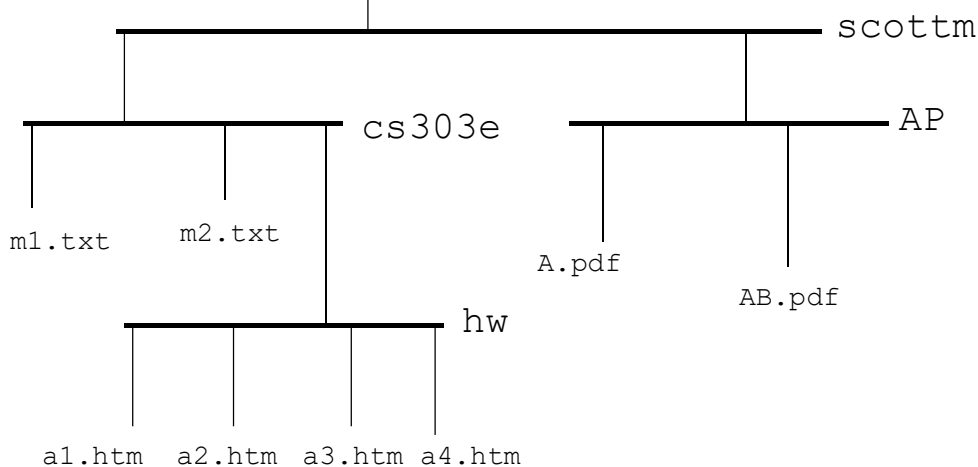 scottm
cs303e
AP
m1.txt
m2.txt
A.pdf
AB.pdf
hw
a1.htm
a2.htm
a3.htm
a4.htm